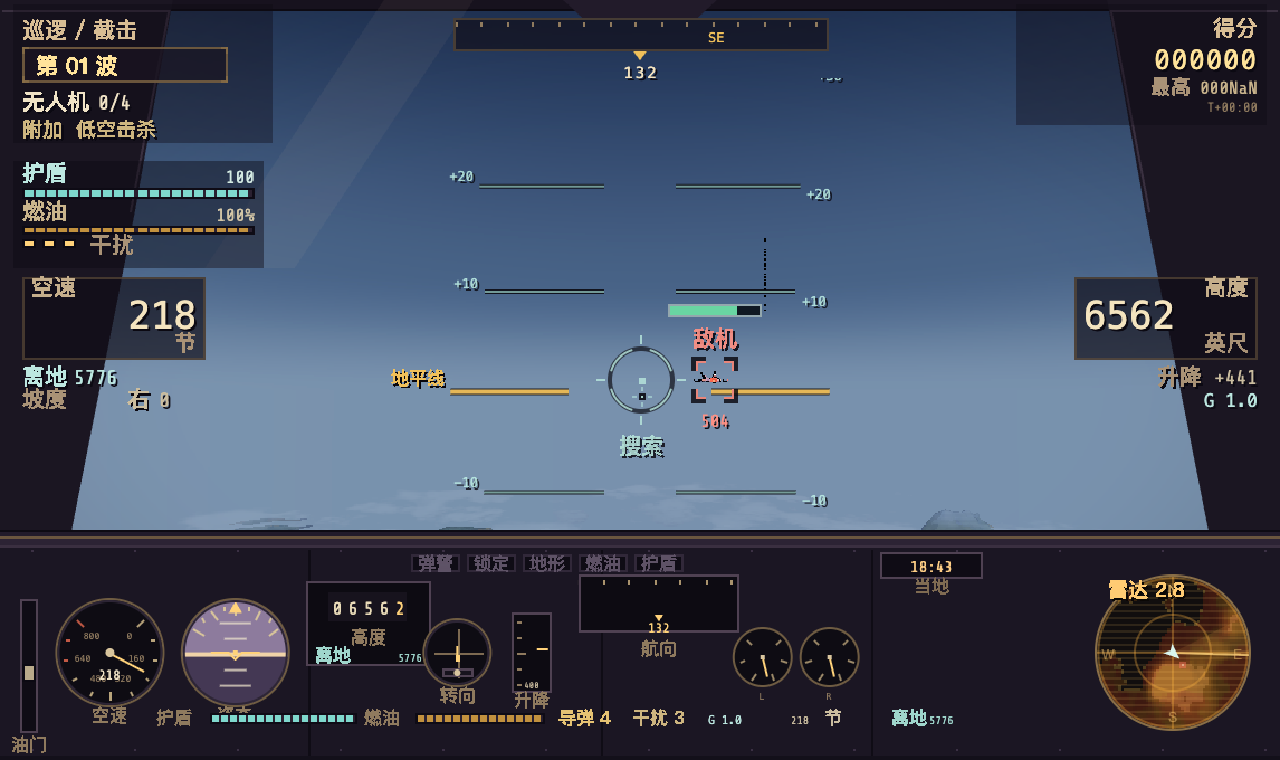 巡逻 / 截击
第 01 波
无人机 0/4
附加 低空击杀
护盾 100
燃油 100%
干扰
空速
218
节
离地 5776
坡度 右 0
SE
132
得分
000000
最高 000NaN
T+00:00
高度
6562
英尺
升降 +441
G 1.0
+20 +20
+10 +10
敌机
地平线
504
搜索
-10 -10
弹警 锁定 地形 燃油 护盾
18:43
当地
雷达 2.8
06562
高度
离地 5776
132
航向
800 0
640 160
218
空速
转向
-400
升降
L R
W E
S
护盾 燃油 导弹 4 干扰 3 G 1.0 218 节 离地 5776
油门